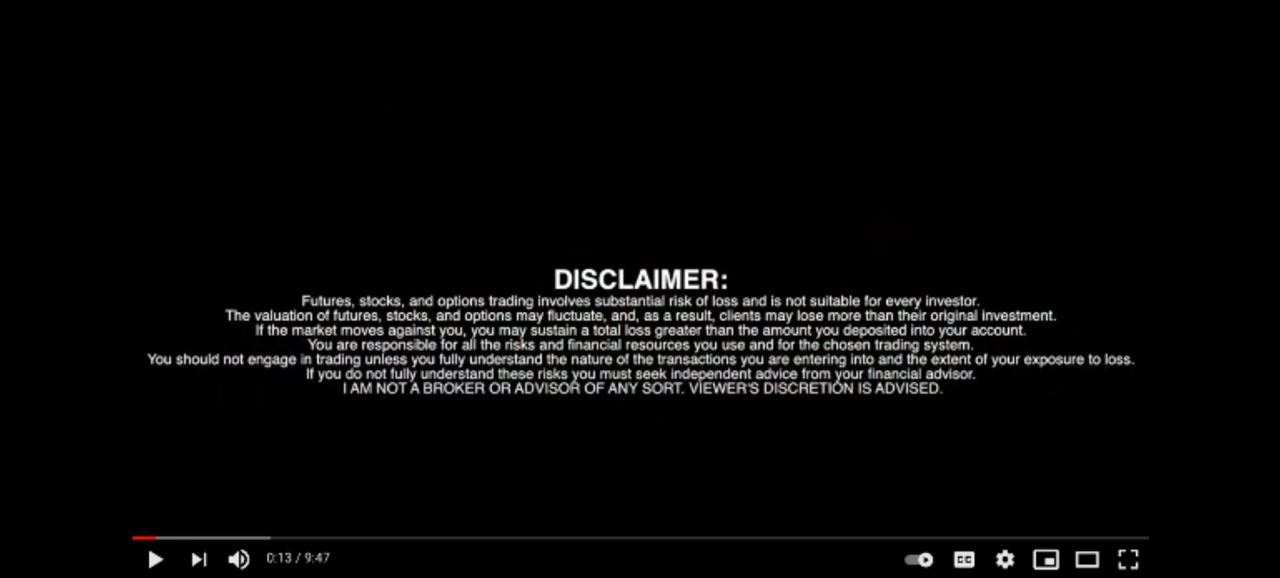 DISCLAIMER:
Futures, stocks, and options trading involves substantial risk of loss and is not suitable for every investor.
The valuation of futures, stocks, and options may fluctuate, and, as a result, clients may lose more than their original investment.
If the market moves against you, you may sustain a total loss greater than the amount you deposited into your account.
You are responsible for all the risks and financial resources you use and for the chosen trading system.
You should not engage in trading unless you fully understand the nature of the transactions you are entering into and the extent of your exposure to loss.
If you do not fully understand these risks you must seek independent advice from your financial advisor.
I AM NOT A BROKER OR ADVISOR OF ANY SORT. VIEWER'S DISCRETION IS ADVISED.
0:13 / 9:47
CC